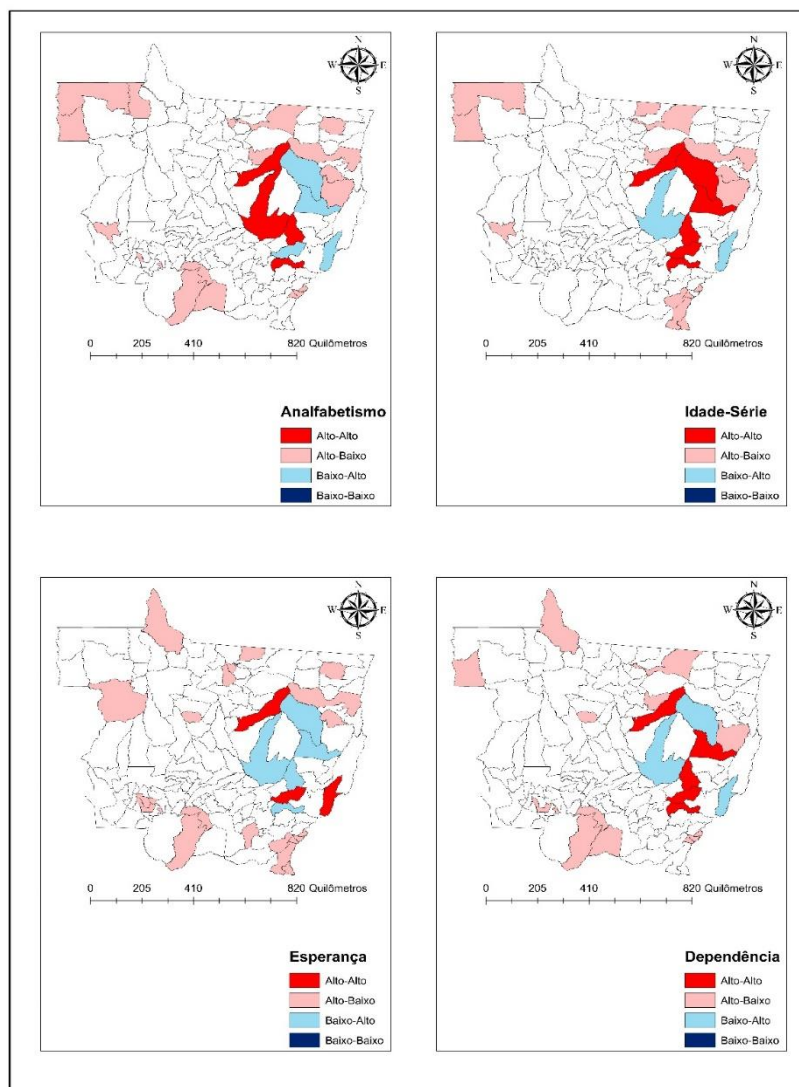 N
W E
S
0 205 410 820 Quilômetros
Analfabetismo
Alto-Alto
Alto-Baixo
Baixo-Alto
Baixo-Baixo
N
W E
S
0 205 410 820 Quilômetros
Idade-Série
Alto-Alto
Alto-Baixo
Baixo-Alto
Baixo-Baixo
N
W E
S
0 205 410 820 Quilômetros
Esperança
Alto-Alto
Alto-Baixo
Baixo-Alto
Baixo-Baixo
N
W E
S
0 205 410 820 Quilômetros
Dependência
Alto-Alto
Alto-Baixo
Baixo-Alto
Baixo-Baixo